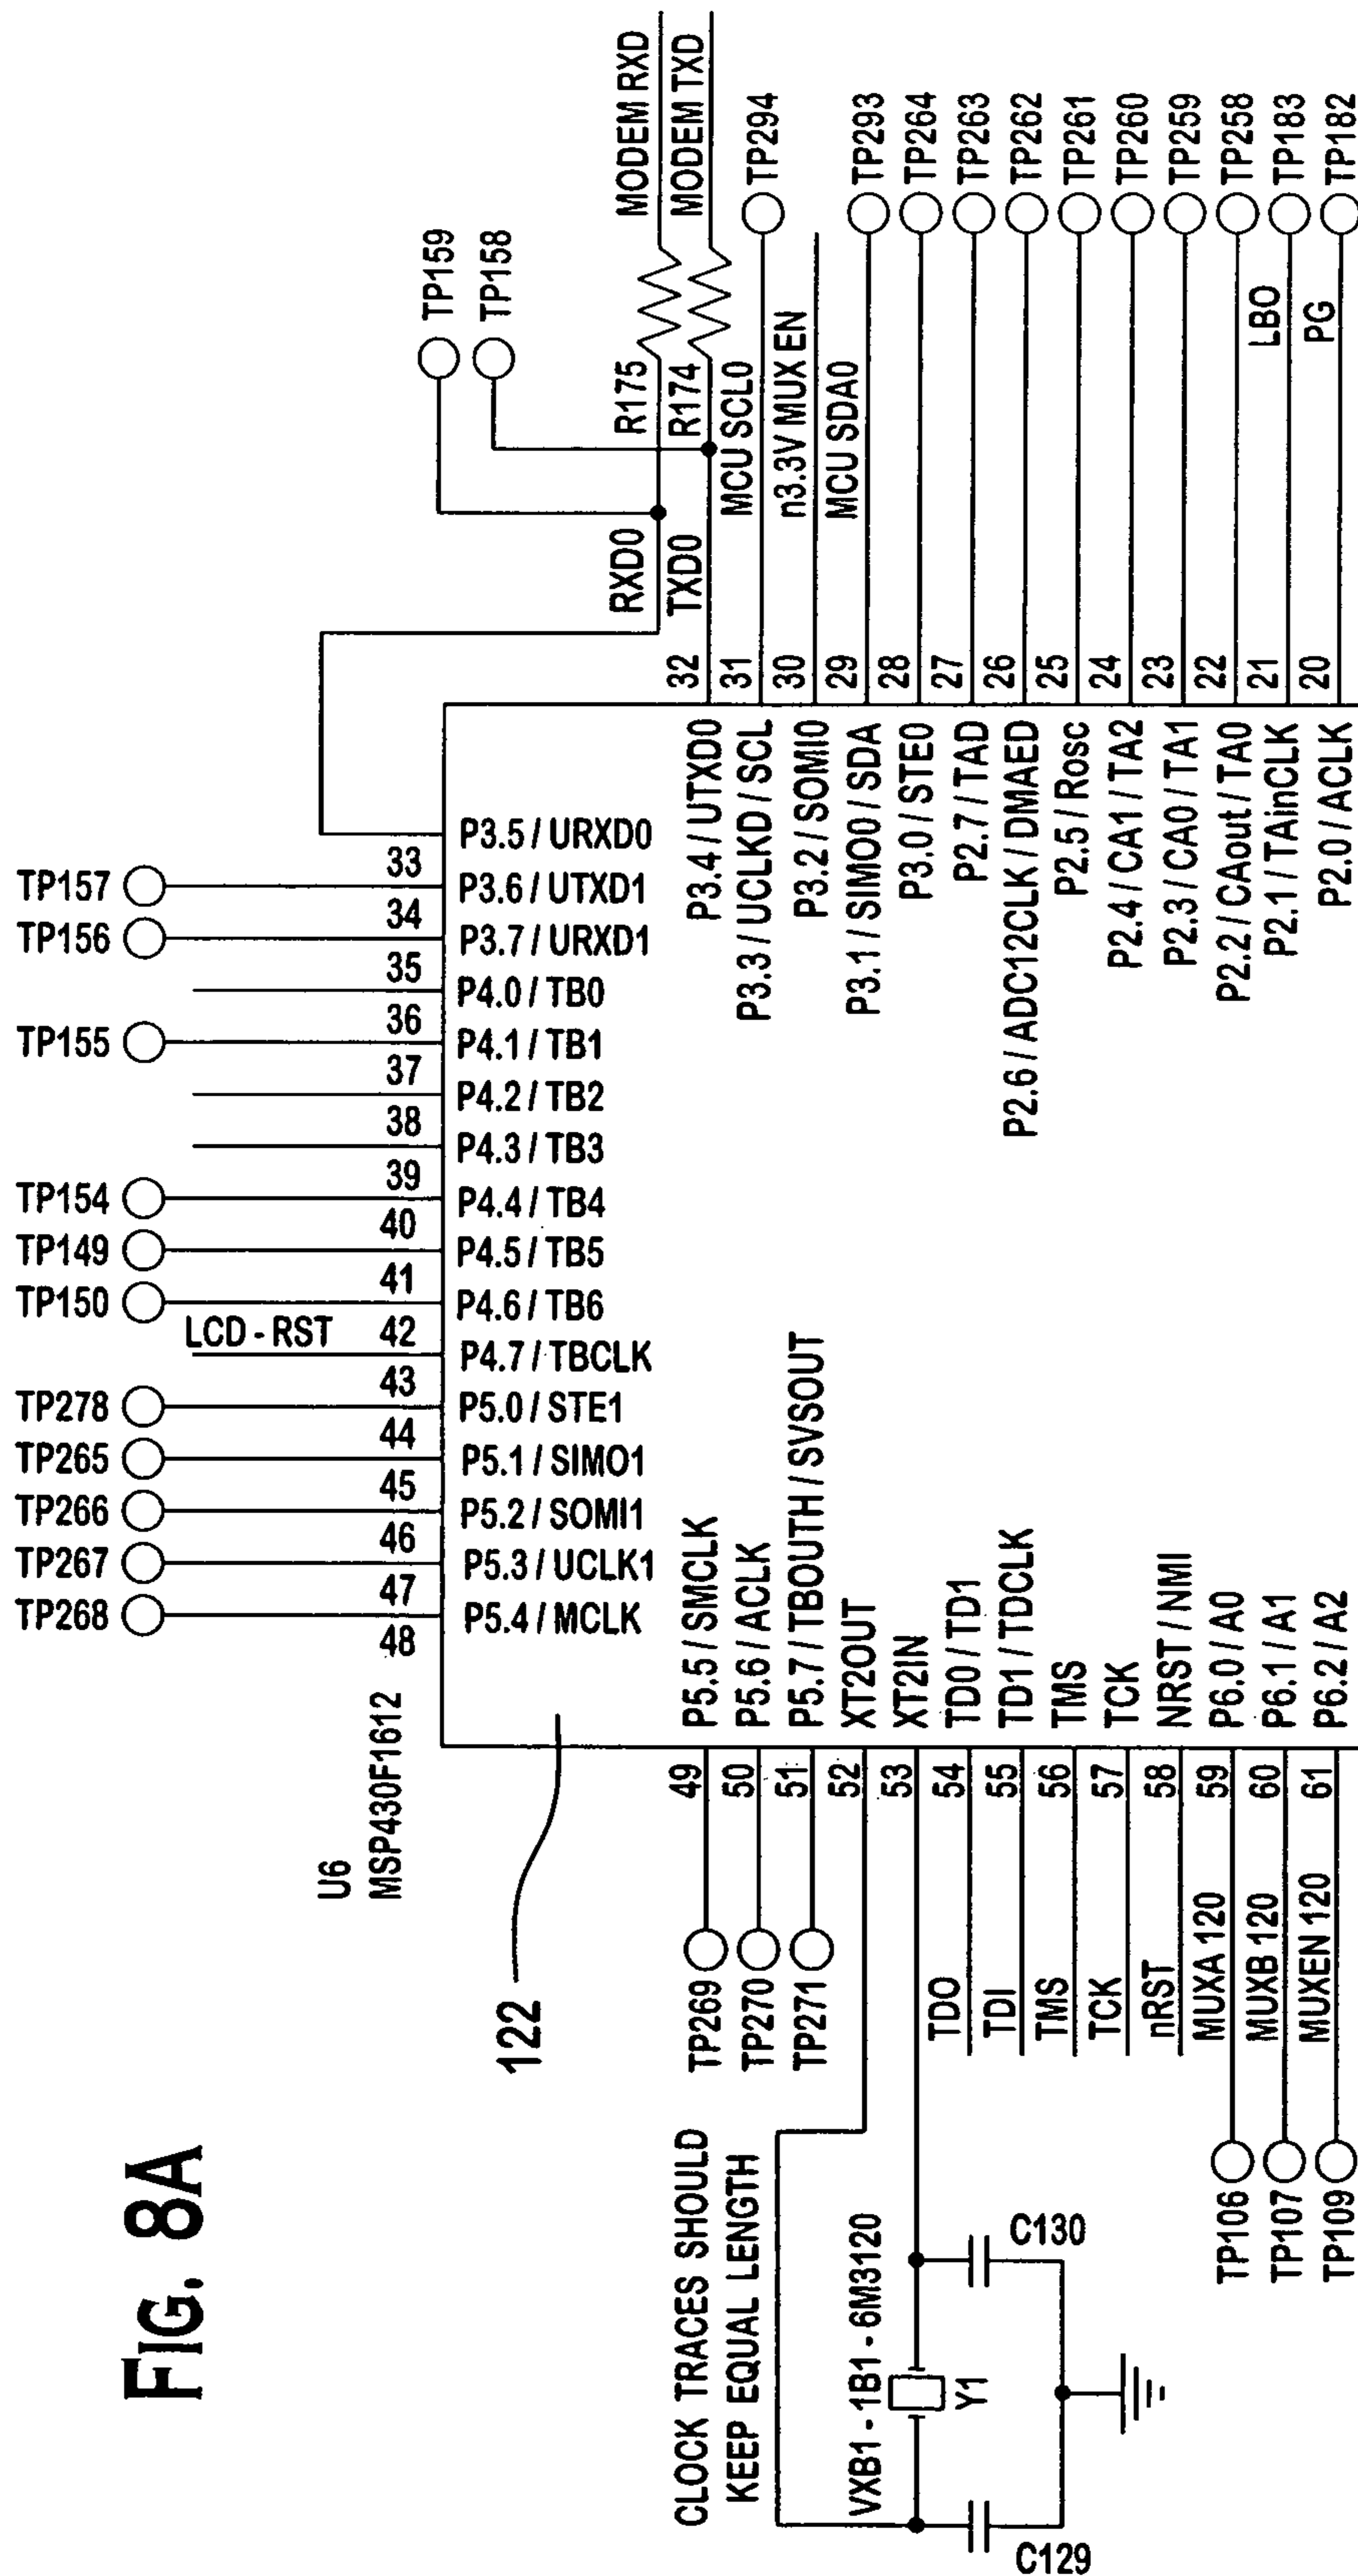 FIG. 8A
U6
MSP430F1612
122
CLOCK TRACES SHOULD
KEEP EQUAL LENGTH
VXB1 - 1B1 - 6M3120
Y1
C129
C130
TP157
33
P3.5 / URXD0
TP156
34
P3.6 / UTXD1
35
P3.7 / URXD1
TP155
36
P4.0 / TB0
37
P4.1 / TB1
38
P4.2 / TB2
39
P4.3 / TB3
TP154
40
P4.4 / TB4
TP149
41
P4.5 / TB5
TP150
42
P4.6 / TB6
LCD - RST
43
P4.7 / TBCLK
TP278
44
P5.0 / STE1
TP265
45
P5.1 / SIMO1
TP266
46
P5.2 / SOMI1
TP267
47
P5.3 / UCLK1
TP268
48
P5.4 / MCLK
TP269
49
P5.5 / SMCLK
TP270
50
P5.6 / ACLK
TP271
51
P5.7 / TBOUTH / SVSOUT
52
XT2OUT
53
XT2IN
TDO
54
TD0 / TD1
TDI
55
TD1 / TDCLK
TMS
56
TMS
TCK
57
TCK
nRST
58
NRST / NMI
TP106
MUXA 120
59
P6.0 / A0
TP107
MUXB 120
60
P6.1 / A1
TP109
MUXEN 120
61
P6.2 / A2
TP159
TP158
RXD0
R175
MODEM RXD
TXD0
R174
MODEM TXD
P3.4 / UTXD0
32
P3.3 / UCLKD / SCL
31
MCU SCL0
TP294
P3.2 / SOMI0
30
n3.3V MUX EN
P3.1 / SIMO0 / SDA
29
MCU SDA0
TP293
P3.0 / STE0
28
TP264
P2.7 / TAD
27
TP263
P2.6 / ADC12CLK / DMAED
26
TP262
P2.5 / Rosc
25
TP261
P2.4 / CA1 / TA2
24
TP260
P2.3 / CA0 / TA1
23
TP259
P2.2 / CAout / TA0
22
TP258
P2.1 / TAinCLK
21
LBO
TP183
P2.0 / ACLK
20
PG
TP182